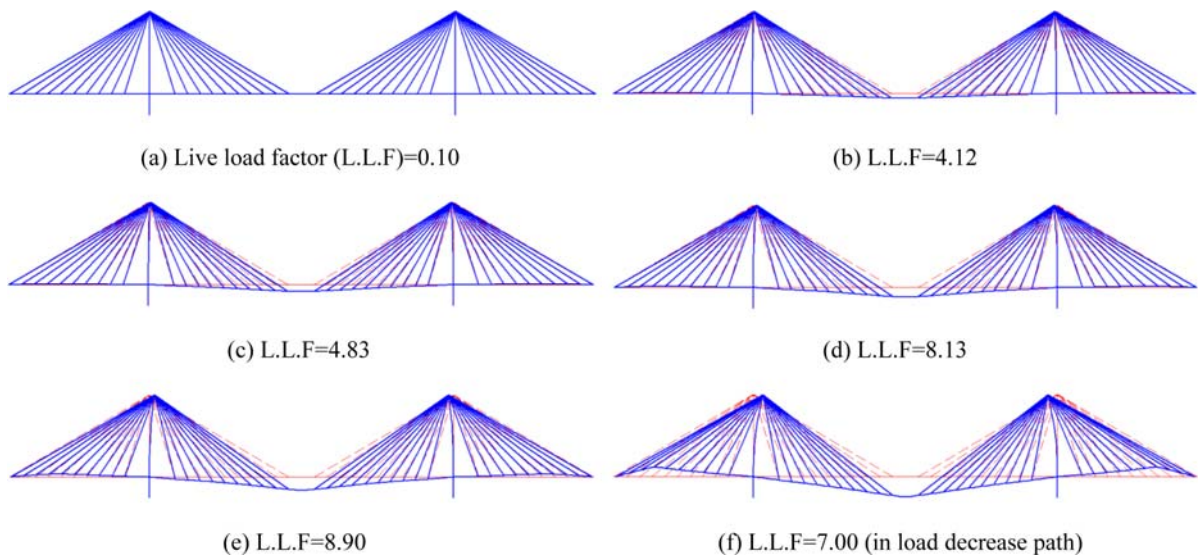 (a) Live load factor (L.L.F)=0.10
(b) L.L.F=4.12
(c) L.L.F=4.83
(d) L.L.F=8.13
(e) L.L.F=8.90
(f) L.L.F=7.00 (in load decrease path)